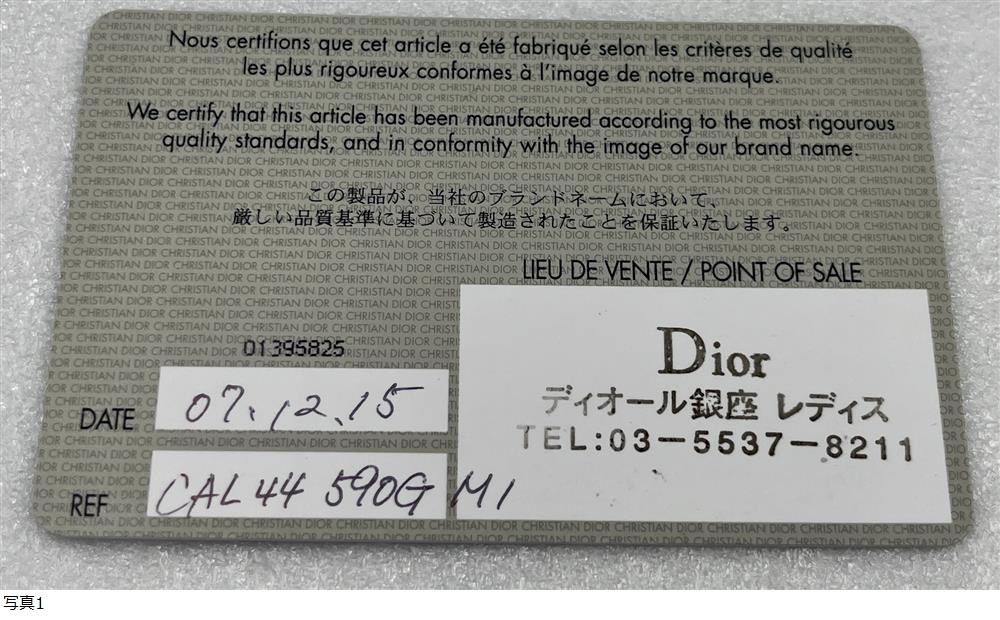 Nous certifions que cet article a été fabriqué selon les critères de qualité
les plus rigoureux conformes à l'image de notre marque.
We certify that this article has been manufactured according to the most rigourous
quality standards, and in conformity with the image of our brand name.
この製品が、当社のブランドネームにおいて、
厳しい品質基準に基づいて製造されたことを保証いたします。
LIEU DE VENTE / POINT OF SALE
01395825
DATE 07.12.15
REF CAL44 590G M1
Dior
ディオール銀座 レディス
TEL:03-5537-8211
写真1